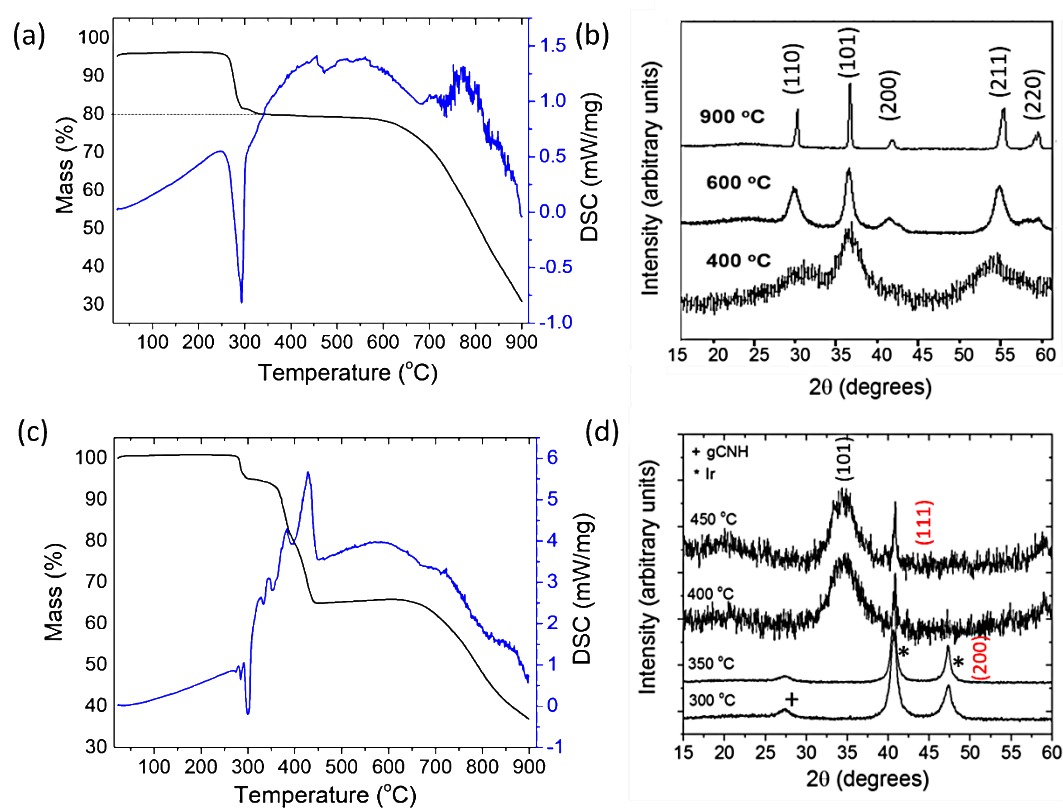 (a)
Mass (%)
100
90
80
70
60
50
40
30
1.5
1.0
0.5
0.0
-0.5
-1.0
DSC (mW/mg)
100 200 300 400 500 600 700 800 900
Temperature (°C)
(b)
Intensity (arbitrary units)
(110)
(101)
(200)
(211)
(220)
900 °C
600 °C
400 °C
15 20 25 30 35 40 45 50 55 60
2θ (degrees)
(c)
Mass (%)
100
90
80
70
60
50
40
30
6
5
4
3
2
1
0
-1
DSC (mW/mg)
100 200 300 400 500 600 700 800 900
Temperature (°C)
(d)
Intensity (arbitrary units)
+ gCNH
* Ir
(101)
(111)
450 °C
400 °C
350 °C
* *
(200)
300 °C
+
15 20 25 30 35 40 45 50 55 60
2θ (degrees)